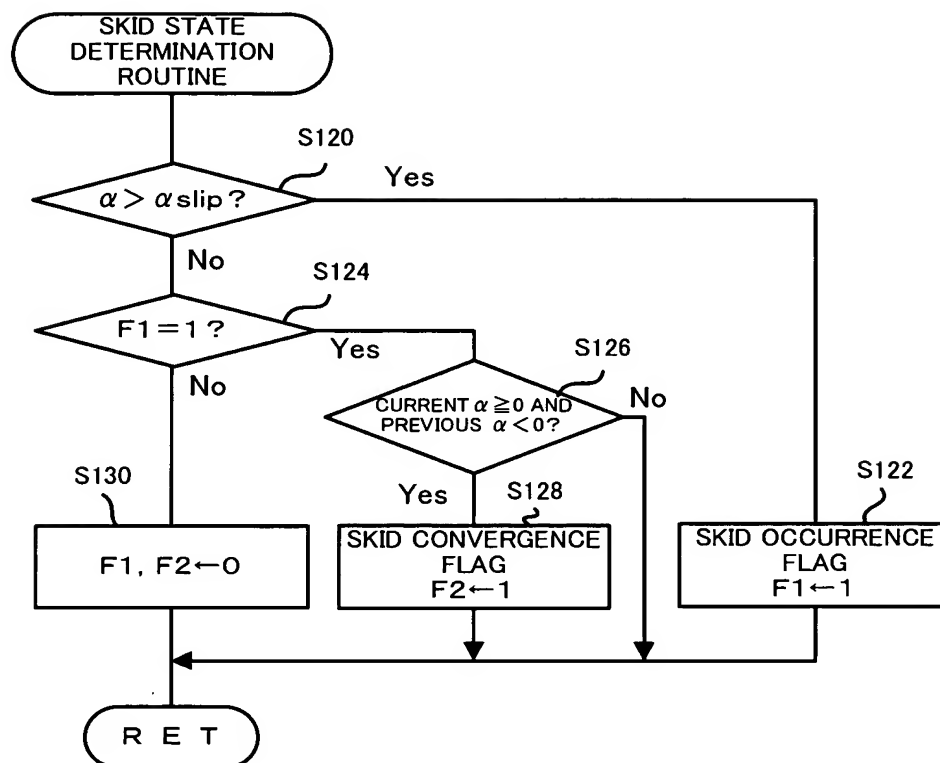 SKID STATE
DETERMINATION
ROUTINE
S120
α > α slip ?
Yes
No
S124
F1=1 ?
Yes
No
S126
CURRENT α ≧0 AND
PREVIOUS α <0?
No
Yes
S130
F1, F2←0
S128
SKID CONVERGENCE
FLAG
F2←1
S122
SKID OCCURRENCE
FLAG
F1←1
R E T